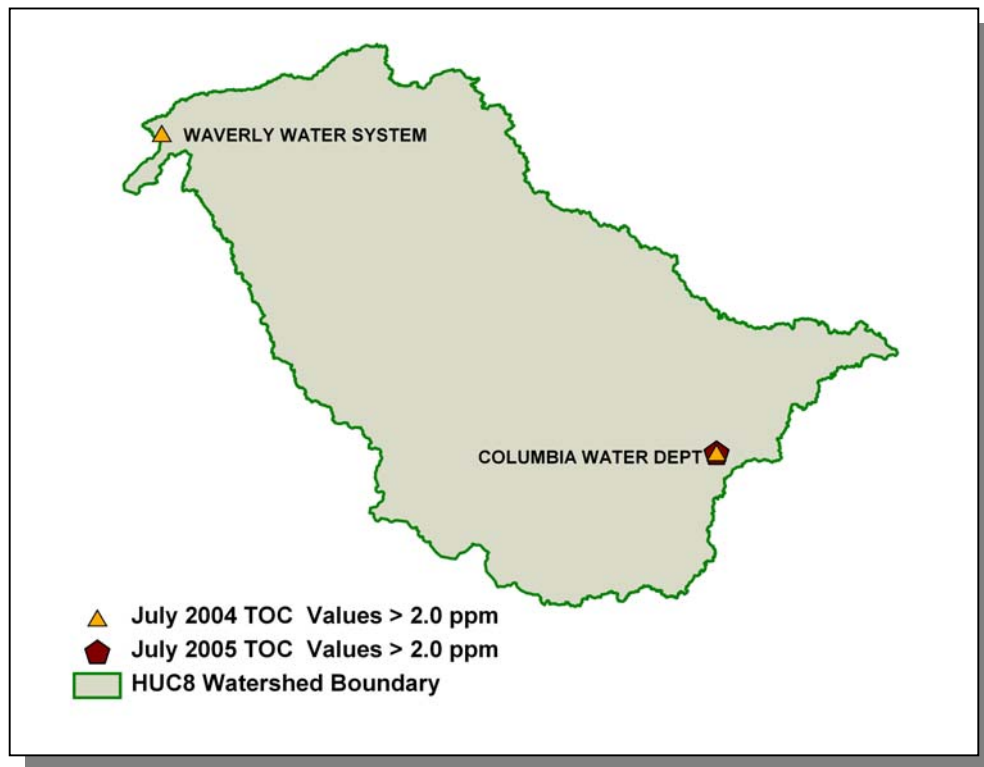 WAVERLY WATER SYSTEM
COLUMBIA WATER DEPT
July 2004 TOC Values > 2.0 ppm
July 2005 TOC Values > 2.0 ppm
HUC8 Watershed Boundary